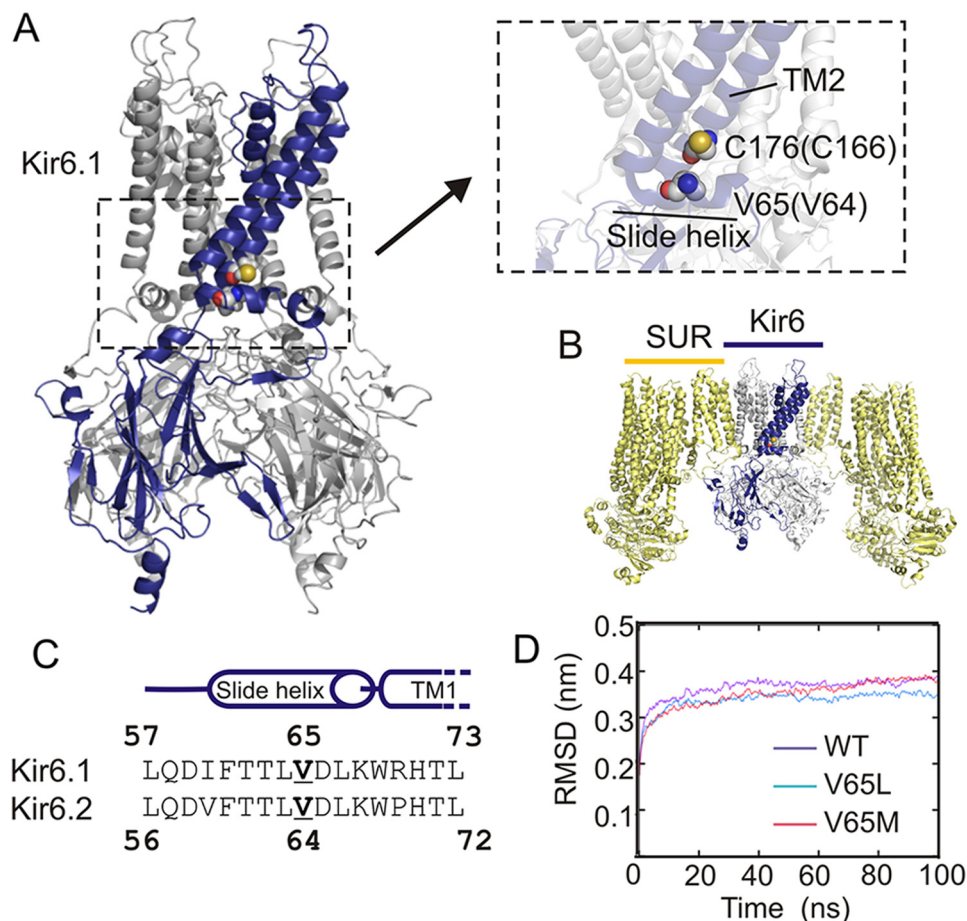 A
Kir6.1
TM2
C176(C166)
V65(V64)
Slide helix
B
SUR
Kir6
C
Slide helix
TM1
57 65 73
Kir6.1 LQDIFTTLVDLKWRHTL
Kir6.2 LQDVFTTLVDLKWPHTL
56 64 72
D
RMSD (nm)
0.5
0.4
0.3
0.4
0.2
0.1
WT
V65L
V65M
0 20 40 60 80 100
Time (ns)